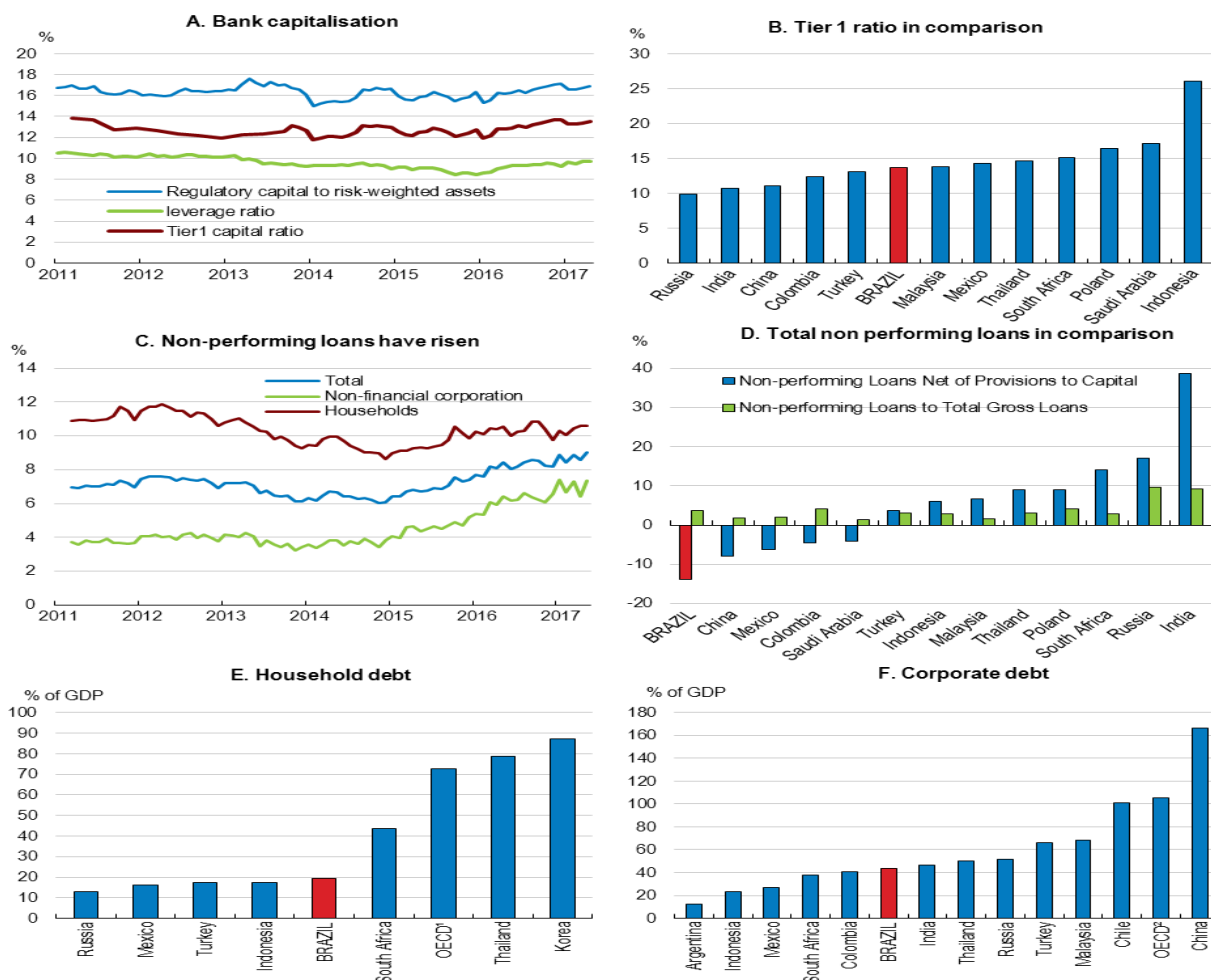 A. Bank capitalisation
%
20
18
16
14
12
10
8
6
4
2
0
Regulatory capital to risk-weighted assets
leverage ratio
Tier1 capital ratio
2011 2012 2013 2014 2015 2016 2017
B. Tier 1 ratio in comparison
%
30
25
20
15
10
5
0
Russia India China Colombia Turkey BRAZIL Malaysia Mexico Thailand South Africa Poland Saudi Arabia Indonesia
C. Non-performing loans have risen
%
14
12
10
8
6
4
2
0
Total
Non-financial corporation
Households
2011 2012 2013 2014 2015 2016 2017
D. Total non performing loans in comparison
%
40
30
20
10
0
-10
-20
Non-performing Loans Net of Provisions to Capital
Non-performing Loans to Total Gross Loans
BRAZIL China Mexico Colombia Saudi Arabia Turkey Indonesia Malaysia Thailand Poland South Africa Russia India
E. Household debt
% of GDP
100
90
80
70
60
50
40
30
20
10
0
Russia Mexico Turkey Indonesia BRAZIL South Africa OECD¹ Thailand Korea
F. Corporate debt
% of GDP
180
160
140
120
100
80
60
40
20
0
Argentina Indonesia Mexico South Africa Colombia BRAZIL India Thailand Russia Turkey Malaysia Chile OECD² China